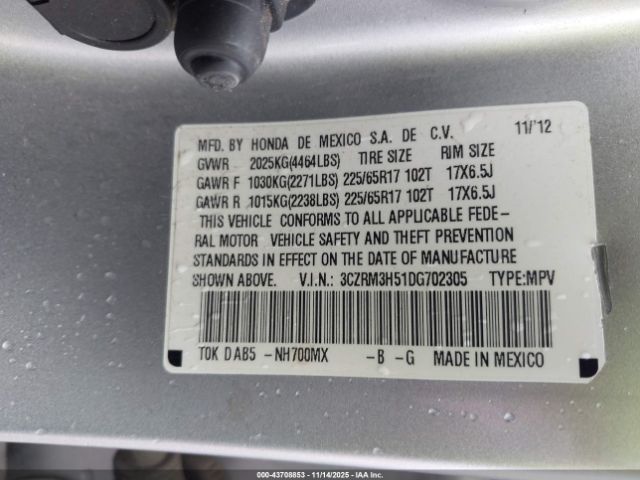 MFD. BY HONDA DE MEXICO S.A. DE C.V. 11/'12
GVWR 2025KG(4464LBS) TIRE SIZE RIM SIZE
GAWR F 1030KG(2271LBS) 225/65R17 102T 17X6.5J
GAWR R 1015KG(2238LBS) 225/65R17 102T 17X6.5J
THIS VEHICLE CONFORMS TO ALL APPLICABLE FEDE-
RAL MOTOR VEHICLE SAFETY AND THEFT PREVENTION
STANDARDS IN EFFECT ON THE DATE OF MANUFACTURE
SHOWN ABOVE. V.I.N.: 3CZRM3H51DG702305 TYPE:MPV
T0K D AB5 -NH700MX -B -G MADE IN MEXICO
000-43708853 | 11/14/2025 - IAAI.COM